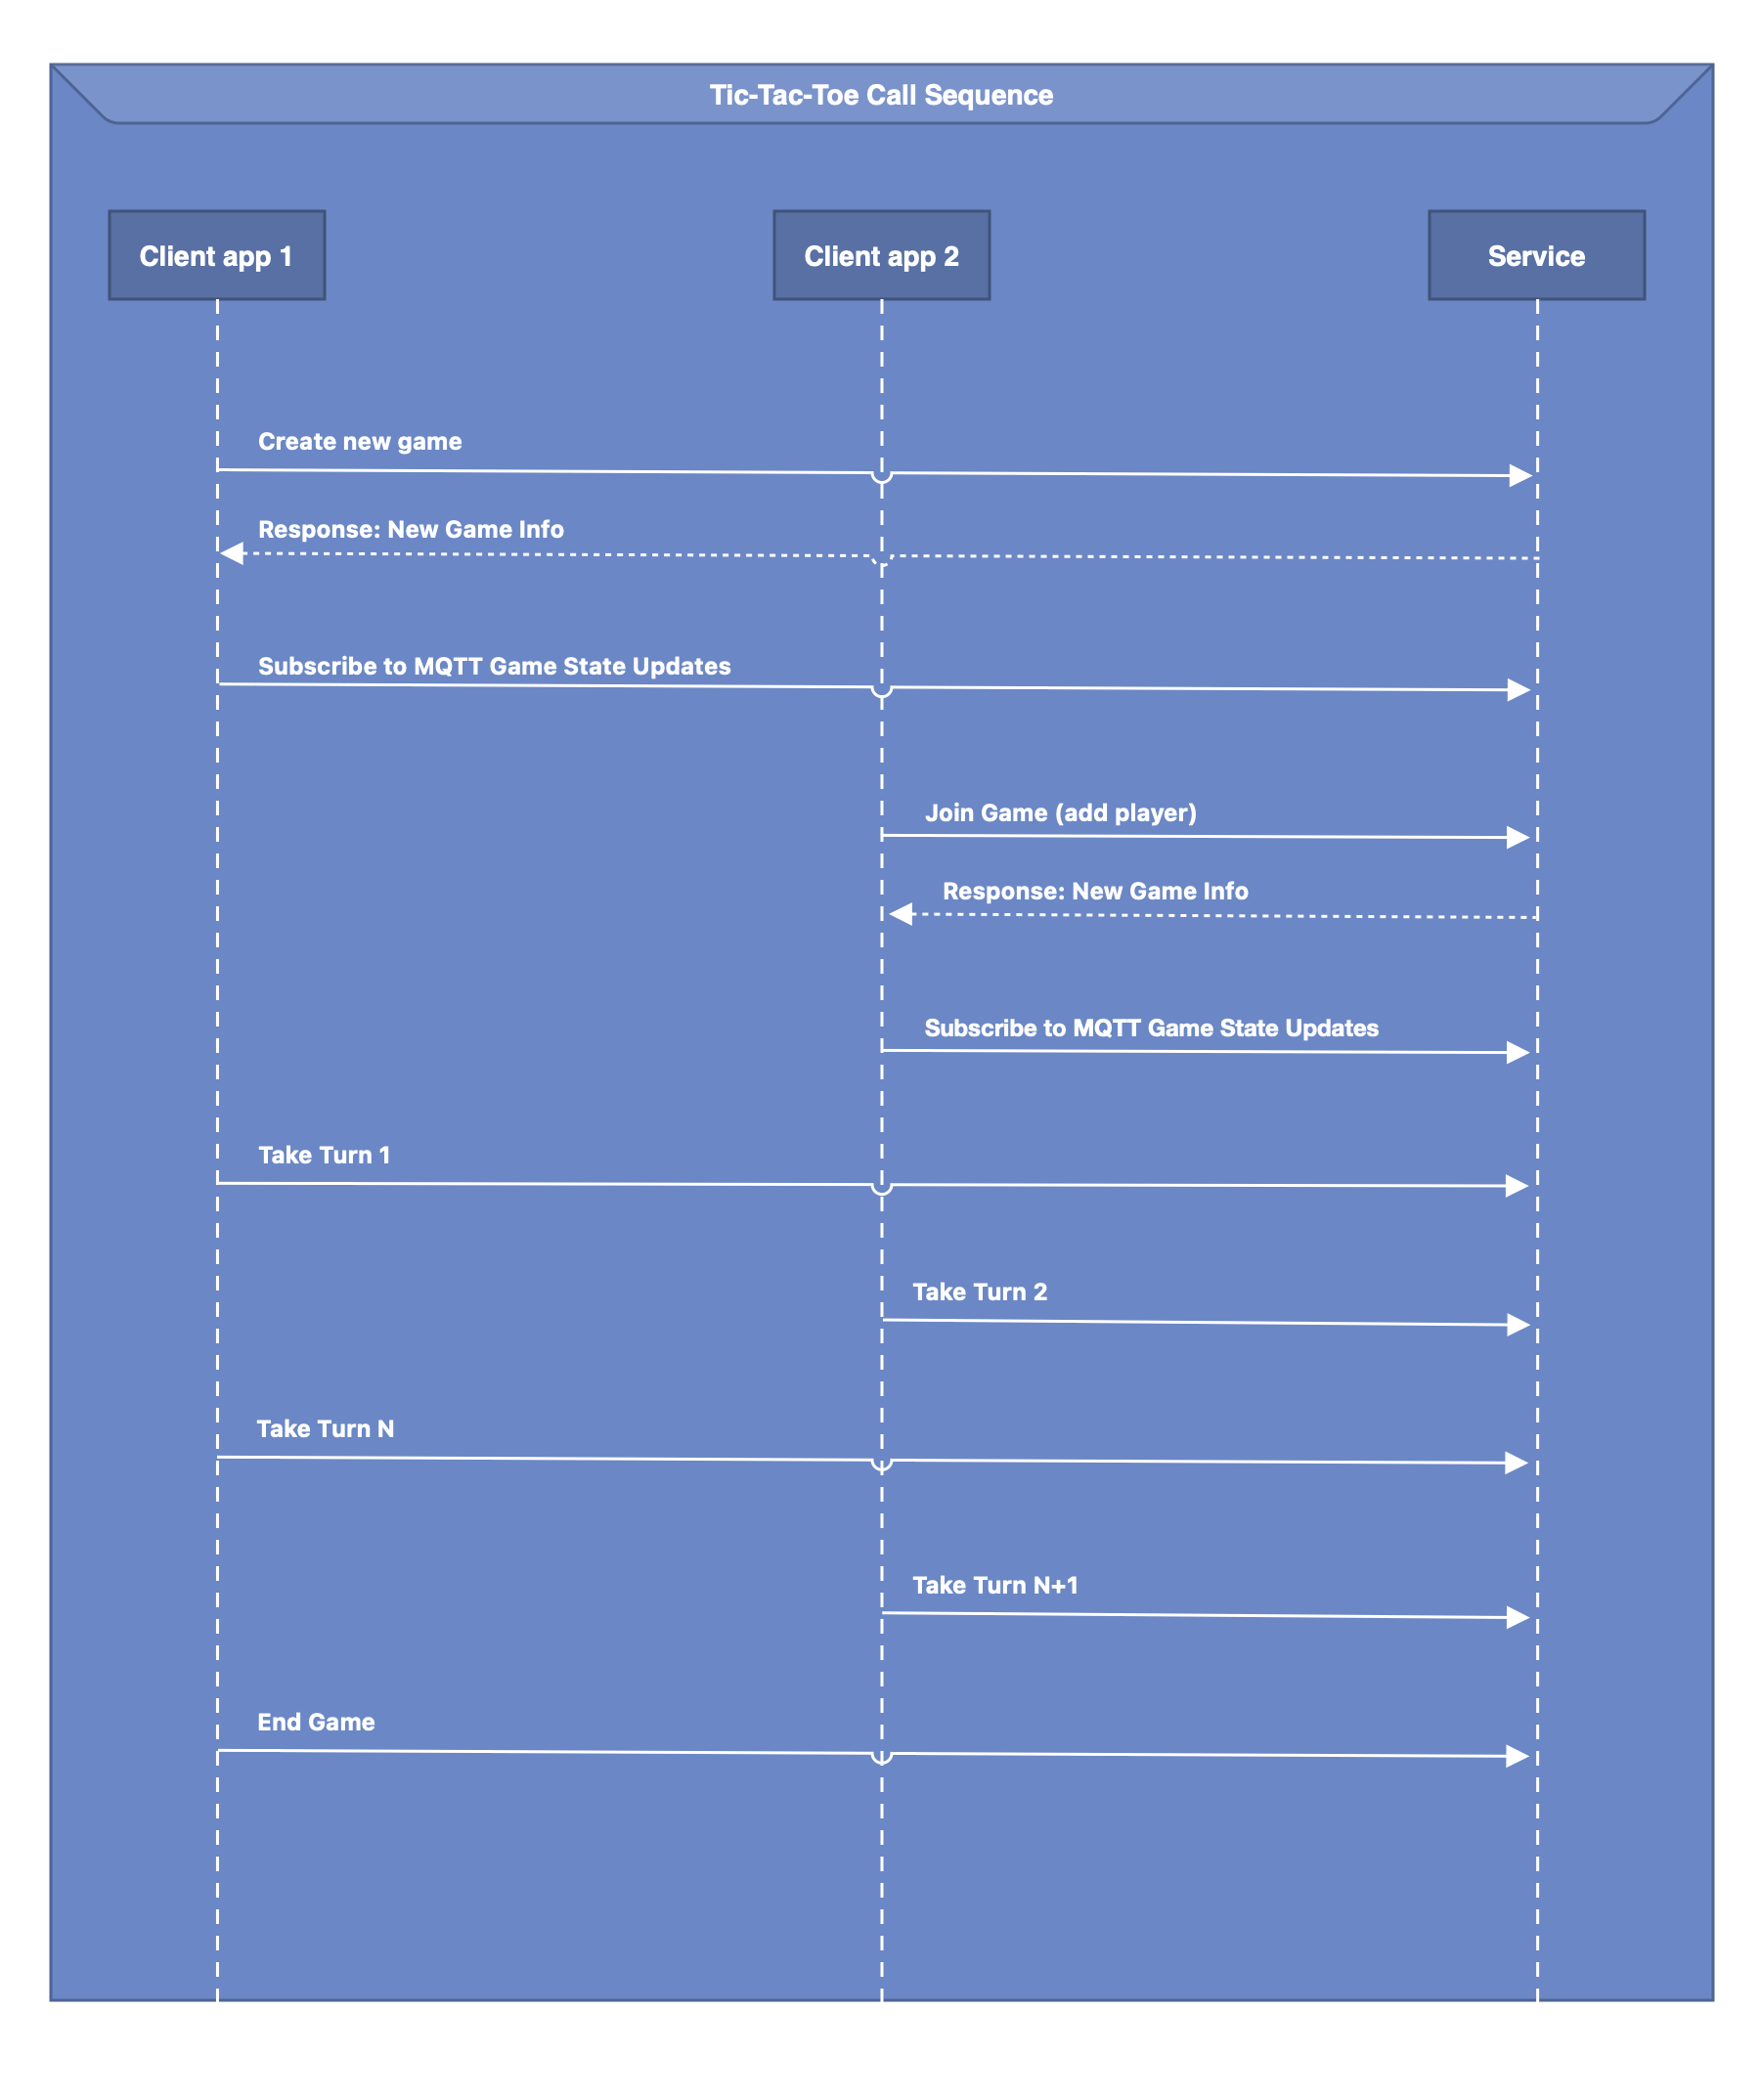 Tic-Tac-Toe Call Sequence
Client app 1
Client app 2
Service
Create new game
Response: New Game Info
Subscribe to MQTT Game State Updates
Join Game (add player)
Response: New Game Info
Subscribe to MQTT Game State Updates
Take Turn 1
Take Turn 2
Take Turn N
Take Turn N+1
End Game